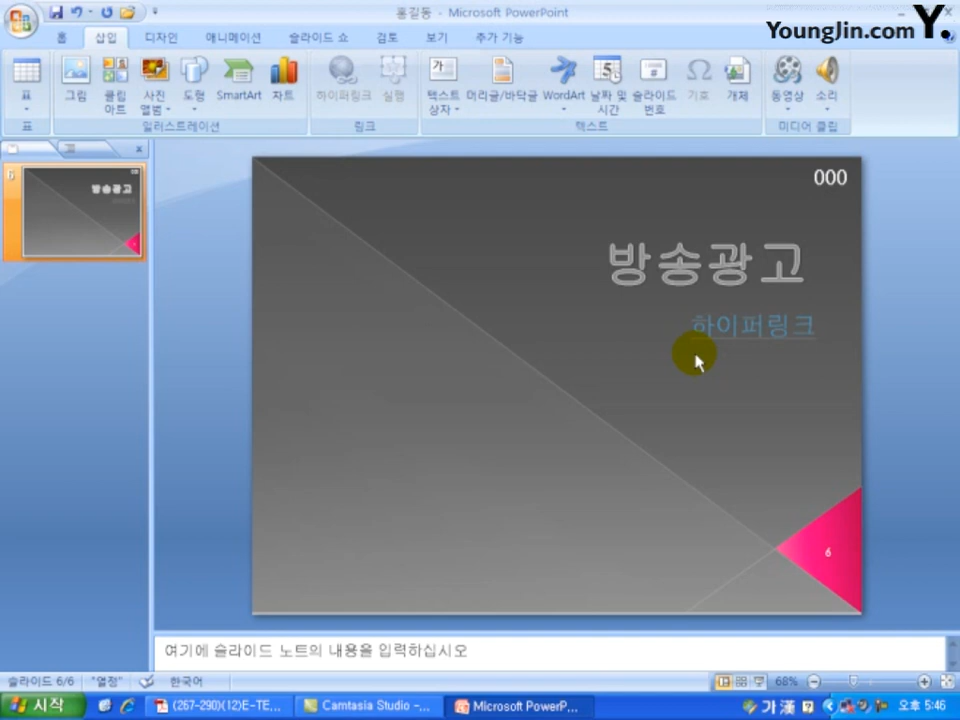 홍길동 - Microsoft PowerPoint
YoungJin.com Y.
홈 삽입 디자인 애니메이션 슬라이드 쇼 검토 보기 추가 기능
표 그림 클립 아트 사진 앨범 도형 SmartArt 차트 하이퍼링크 실행 텍스트 상자 머리글/바닥글 WordArt 날짜 및 시간 슬라이드 번호 기호 개체 동영상 소리
표 일러스트레이션 링크 텍스트 미디어 클립
6
000
방송광고
하이퍼링크
6
여기에 슬라이드 노트의 내용을 입력하십시오
슬라이드 6/6 "열정" 한국어 68%
시작 (267-290)(12)E-TE... Camtasia Studio -... Microsoft PowerP... 가 漢 오후 5:46